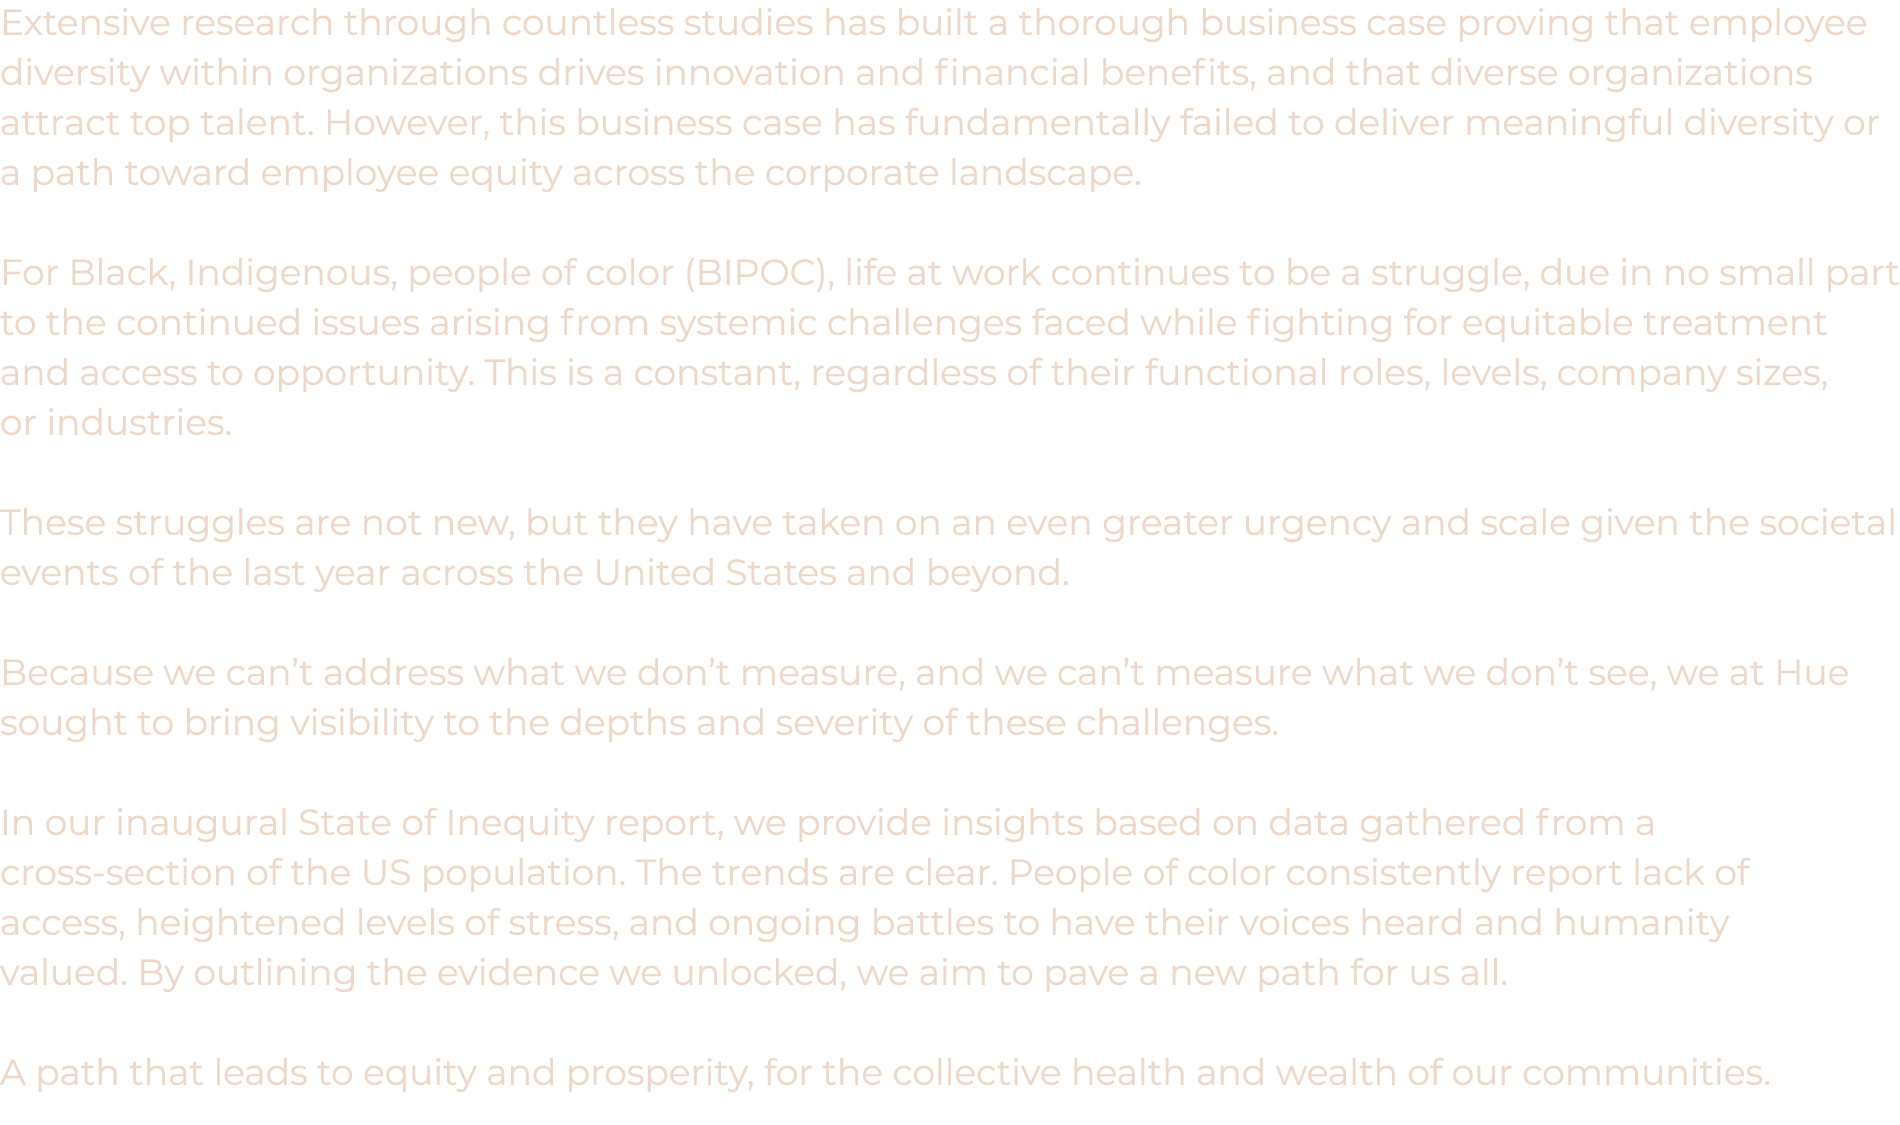 Extensive research through countless studies has built a thorough business case proving that employee
diversity within organizations drives innovation and financial benefits, and that diverse organizations
attract top talent. However, this business case has fundamentally failed to deliver meaningful diversity or
a path toward employee equity across the corporate landscape.
For Black, Indigenous, people of color (BIPOC), life at work continues to be a struggle, due in no small part
to the continued issues arising from systemic challenges faced while fighting for equitable treatment
and access to opportunity. This is a constant, regardless of their functional roles, levels, company sizes,
or industries.
These struggles are not new, but they have taken on an even greater urgency and scale given the societal
events of the last year across the United States and beyond.
Because we can’t address what we don’t measure, and we can’t measure what we don’t see, we at Hue
sought to bring visibility to the depths and severity of these challenges.
In our inaugural State of Inequity report, we provide insights based on data gathered from a
cross-section of the US population. The trends are clear. People of color consistently report lack of
access, heightened levels of stress, and ongoing battles to have their voices heard and humanity
valued. By outlining the evidence we unlocked, we aim to pave a new path for us all.
A path that leads to equity and prosperity, for the collective health and wealth of our communities.